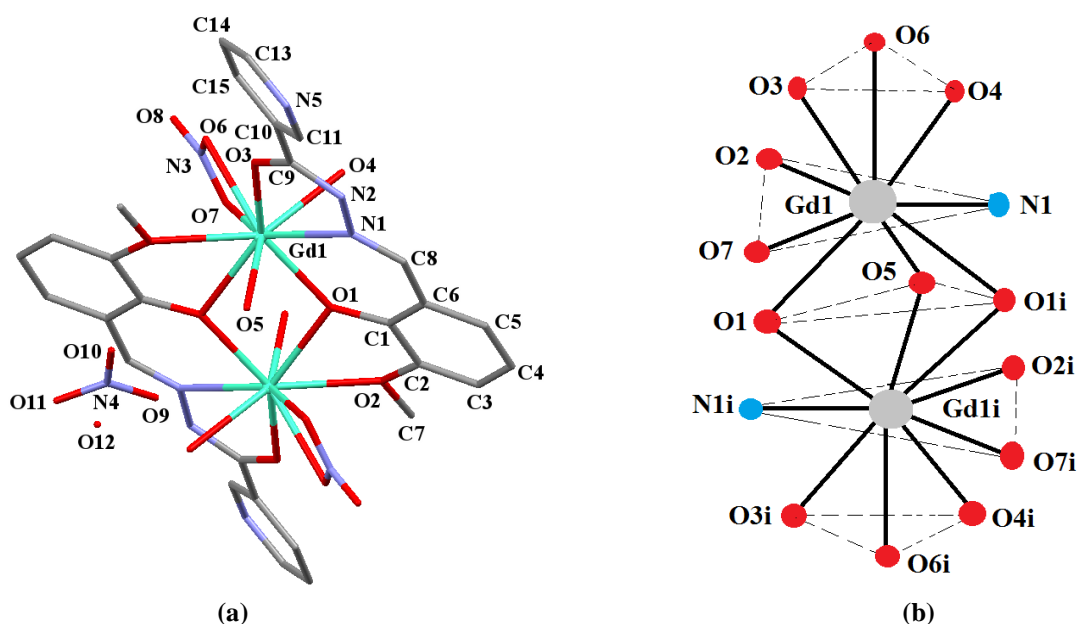 C14
C13
C15
N5
O8
O6
C10
C11
N3
O3
C9
O4
N2
O7
N1
Gd1
C8
O1
C6
O5
C1
C5
O10
C2
C4
O11
N4
O9
O2
C3
O12
C7
(a)
O6
O3
O4
O2
Gd1
N1
O7
O5
O1
O1i
O2i
N1i
Gd1i
O7i
O3i
O4i
O6i
(b)